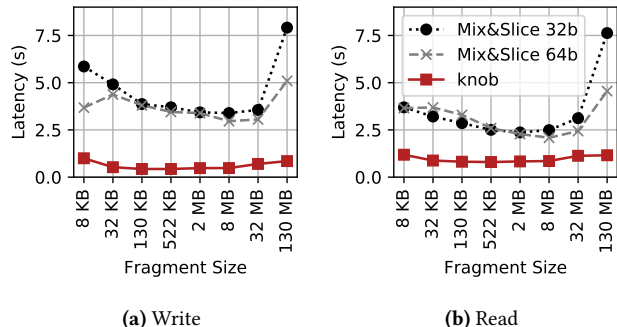 Latency (s)
7.5
5.0
2.5
0.0
8 KB
32 KB
130 KB
522 KB
2 MB
8 MB
32 MB
130 MB
Fragment Size
(a) Write
Latency (s)
7.5
5.0
2.5
0.0
Mix&Slice 32b
Mix&Slice 64b
knob
8 KB
32 KB
130 KB
522 KB
2 MB
8 MB
32 MB
130 MB
Fragment Size
(b) Read